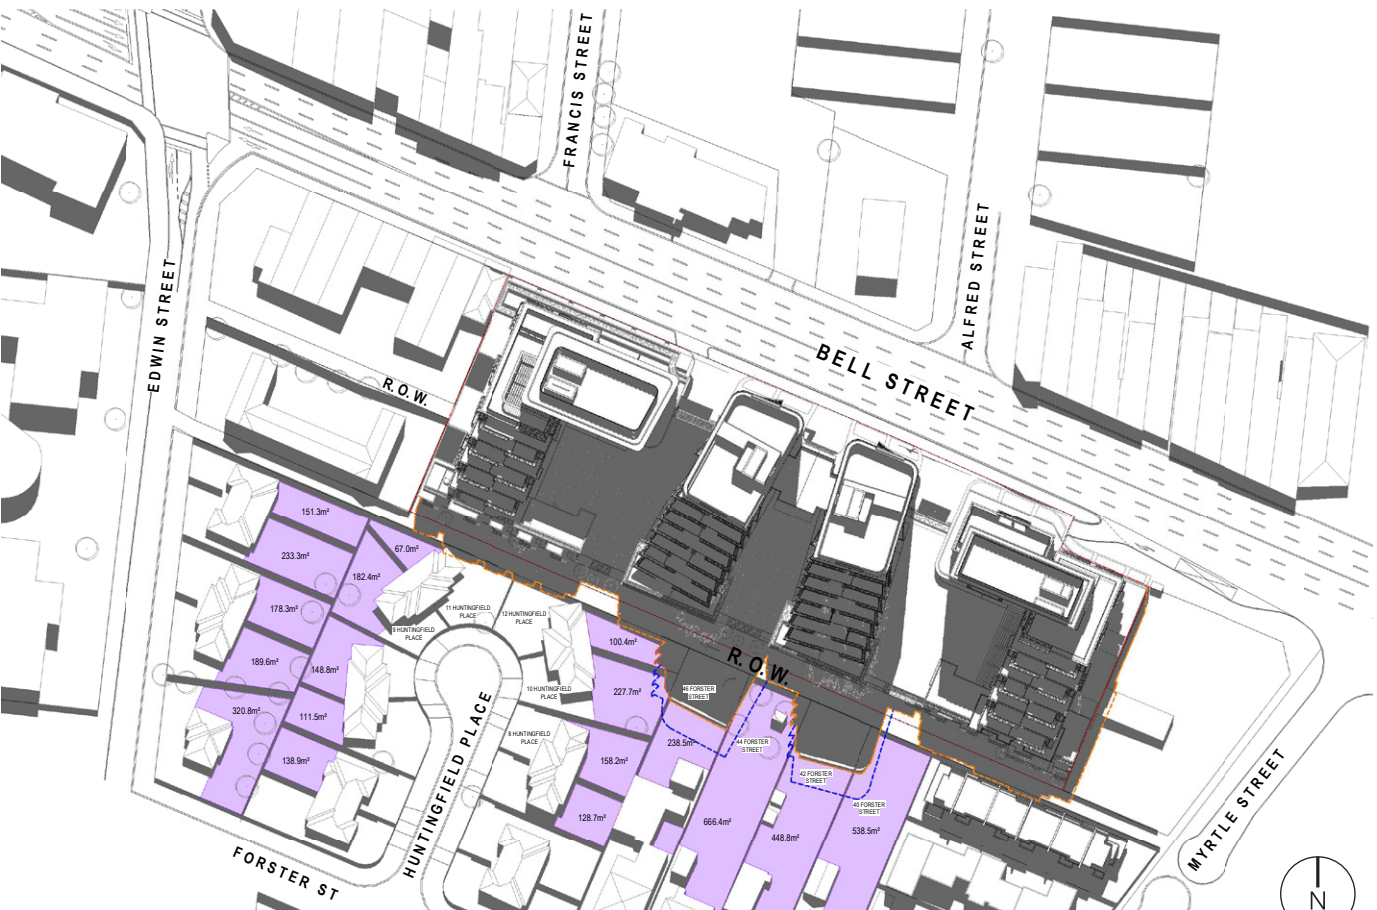 FRANCIS STREET
ALFRED STREET
EDWIN STREET
BELL STREET
R.O.W.
151.3m²
233.3m²
67.0m²
182.4m²
178.3m²
11 HUNTINGFIELD
PLACE
12 HUNTINGFIELD
PLACE
9 HUNTINGFIELD
PLACE
100.4m²
R.O.W.
189.6m²
148.8m²
10 HUNTINGFIELD
PLACE
227.7m²
46 FORSTER
STREET
320.8m²
111.5m²
8 HUNTINGFIELD
PLACE
238.5m²
44 FORSTER
STREET
138.9m²
158.2m²
42 FORSTER
STREET
40 FORSTER
STREET
HUNTINGFIELD PLACE
128.7m²
666.4m²
448.8m²
538.5m²
MYRTLE STREET
FORSTER ST
N